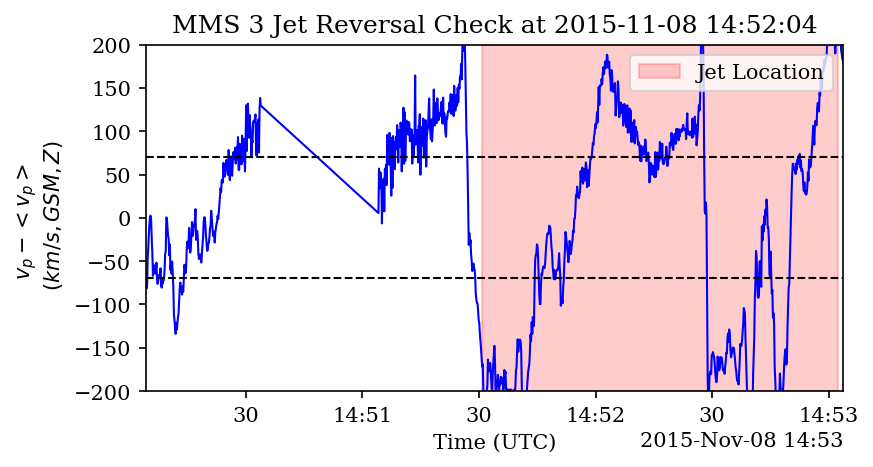 MMS 3 Jet Reversal Check at 2015-11-08 14:52:04
200
150
100
50
0
−50
−100
−150
−200
v_p − < v_p >
(km/s, GSM, Z)
Jet Location
30 14:51 30 14:52 30 14:53
Time (UTC)
2015-Nov-08 14:53